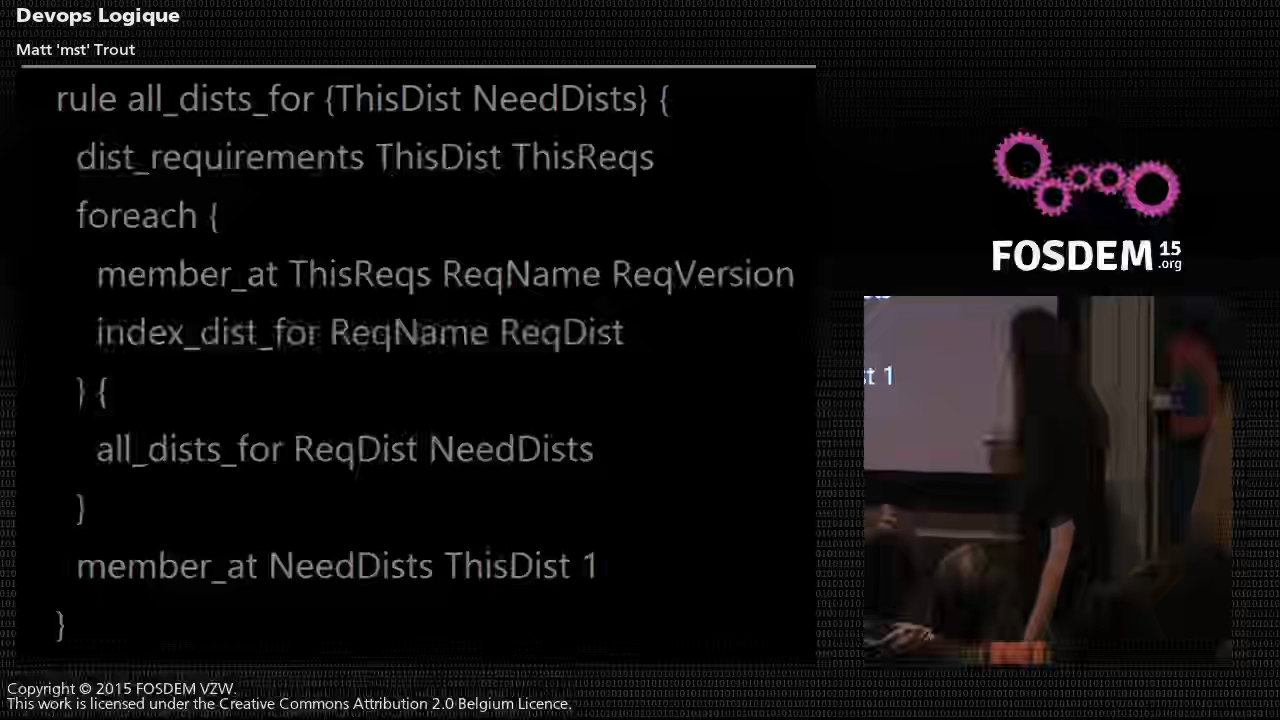 Devops Logique
Matt 'mst' Trout
rule all_dists_for {ThisDist NeedDists} {
dist_requirements ThisDist ThisReqs
foreach {
member_at ThisReqs ReqName ReqVersion
index_dist_for ReqName ReqDist
} {
all_dists_for ReqDist NeedDists
}
member_at NeedDists ThisDist 1
}
FOSDEM 15
.org
t 1
Copyright © 2015 FOSDEM VZW.
This work is licensed under the Creative Commons Attribution 2.0 Belgium Licence.